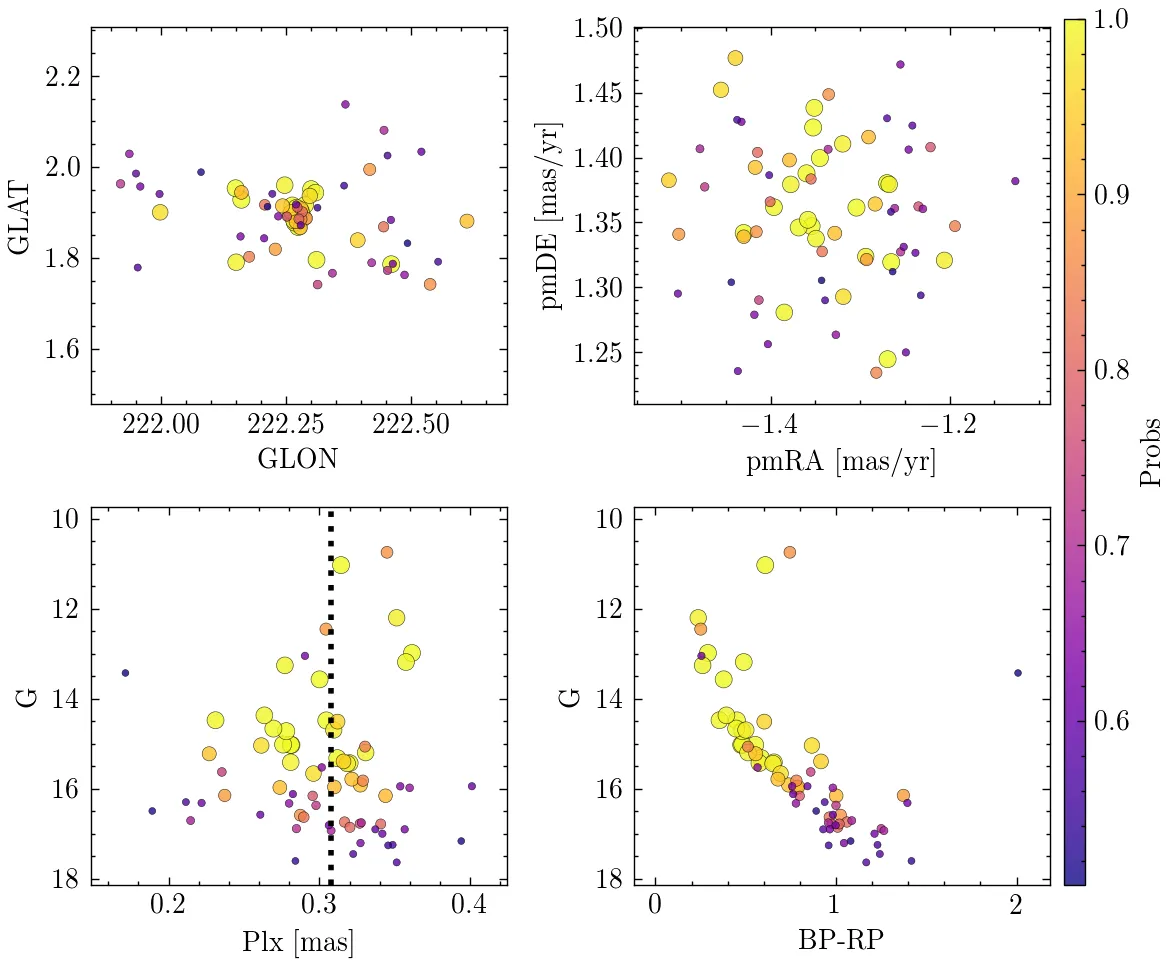 2.2
2.0
1.8
1.6
GLAT
222.00 222.25 222.50
GLON
1.50
1.45
1.40
1.35
1.30
1.25
pmDE [mas/yr]
−1.4 −1.2
pmRA [mas/yr]
10
12
14
16
18
G
0.2 0.3 0.4
Plx [mas]
10
12
14
16
18
G
0 1 2
BP-RP
1.0
0.9
0.8
0.7
0.6
Probs